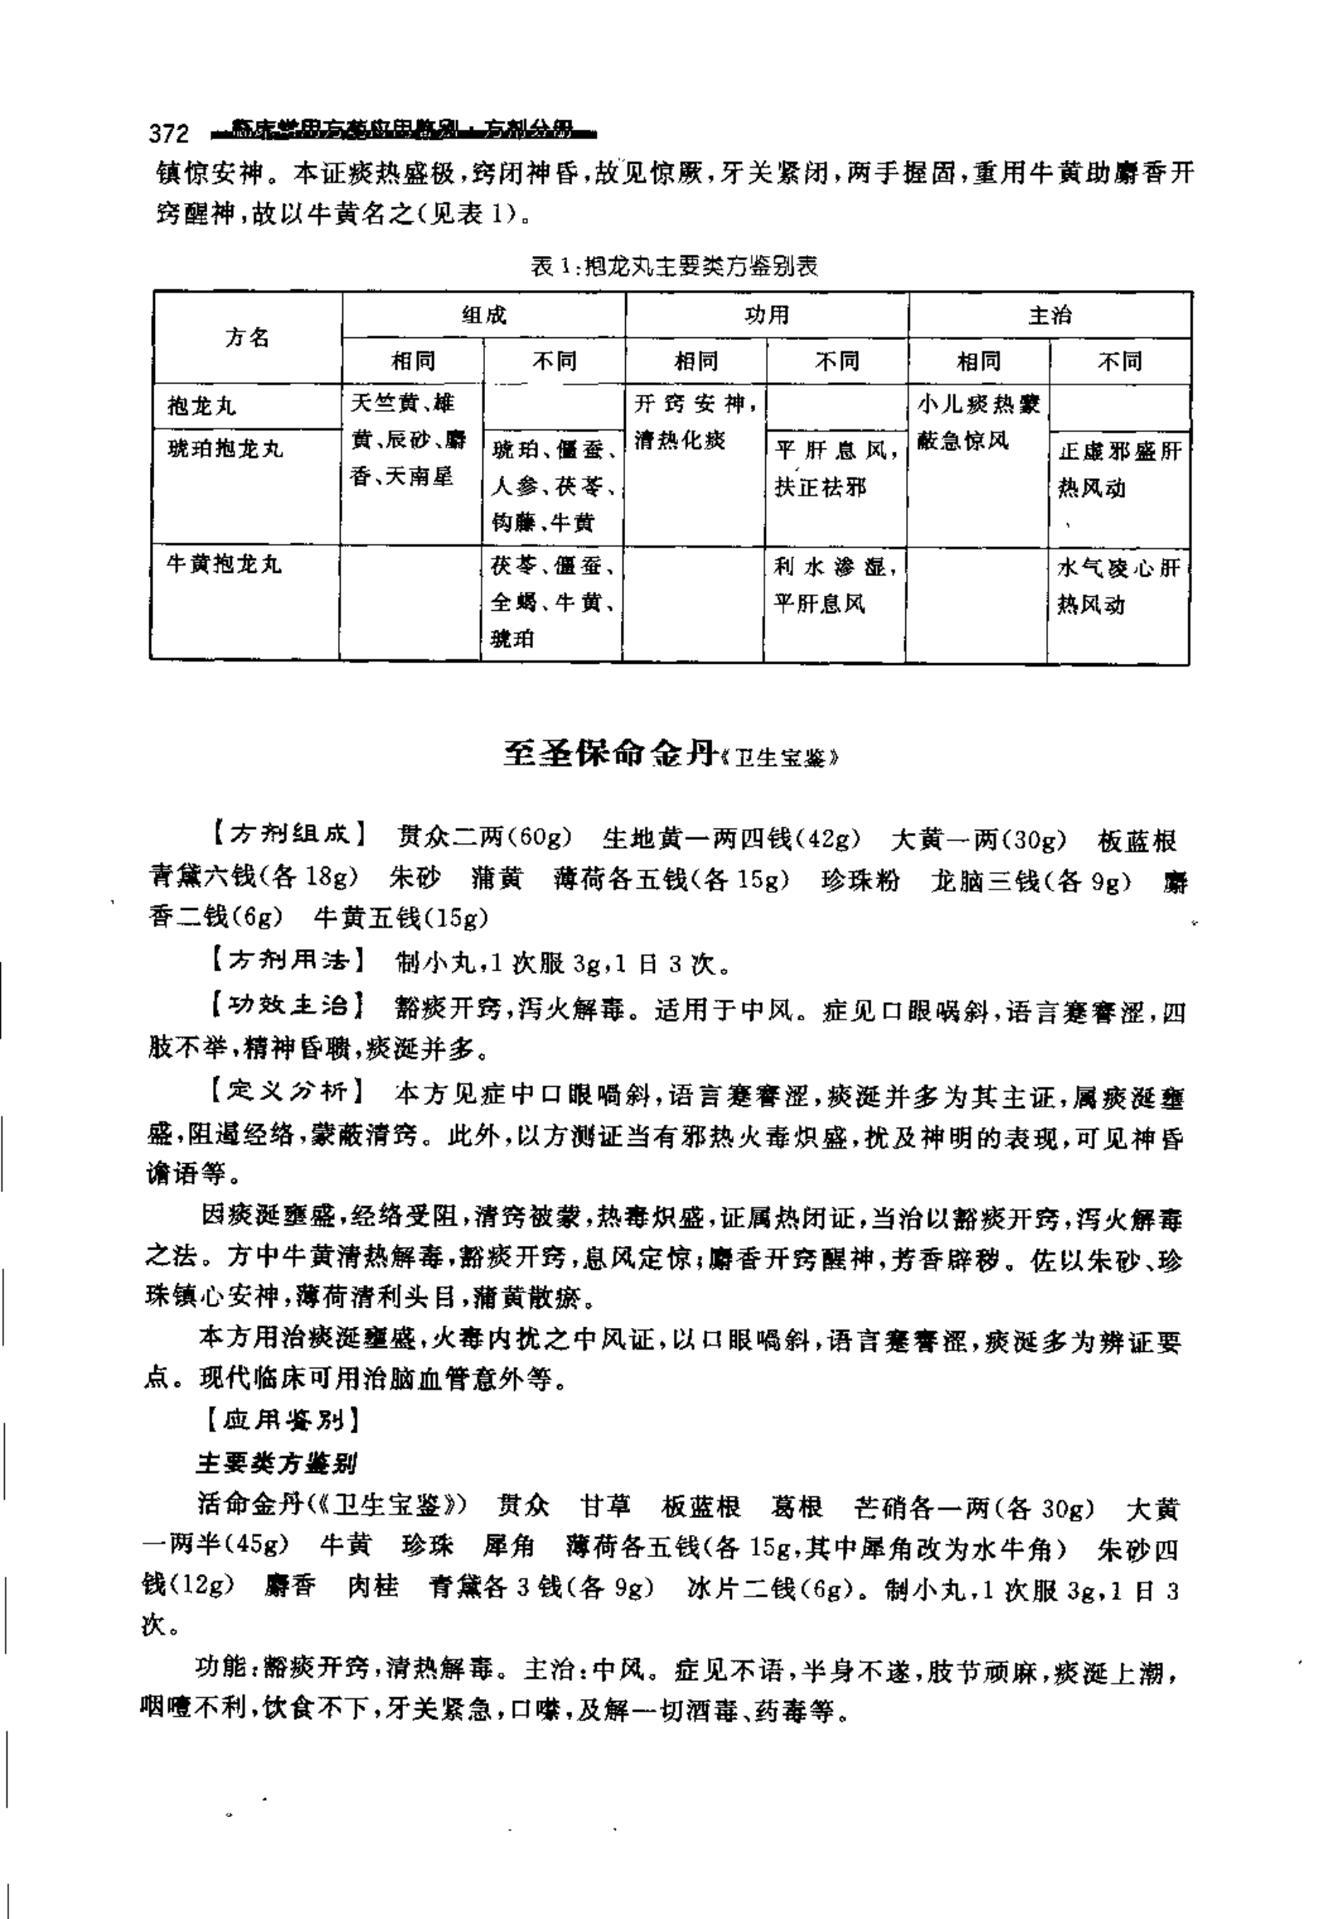 372 临床常用方药应用鉴别·方剂分册
镇惊安神。本证痰热盛极,窍闭神昏,故见惊厥,牙关紧闭,两手握固,重用牛黄助麝香开
窍醒神,故以牛黄名之(见表1)。
表1:抱龙丸主要类方鉴别表
方名 组成 功用 主治
相同 不同 相同 不同 相同 不同
抱龙丸 天竺黄、雄 开窍安神, 小儿痰热蒙
琥珀抱龙丸 黄、辰砂、麝 琥珀、僵蚕、 清热化痰 平肝息风, 蔽急惊风 正虚邪盛肝
香、天南星 人参、茯苓、 扶正祛邪 热风动
钩藤、牛黄
牛黄抱龙丸 茯苓、僵蚕、 利水渗湿, 水气凌心肝
全蝎、牛黄、 平肝息风 热风动
琥珀
至圣保命金丹《卫生宝鉴》
【方剂组成】 贯众二两(60g) 生地黄一两四钱(42g) 大黄一两(30g) 板蓝根
青黛六钱(各18g) 朱砂 蒲黄 薄荷各五钱(各15g) 珍珠粉 龙脑三钱(各9g) 麝
香二钱(6g) 牛黄五钱(15g)
【方剂用法】 制小丸,1次服3g,1日3次。
【功效主治】 豁痰开窍,泻火解毒。适用于中风。症见口眼㖞斜,语言蹇謇涩,四
肢不举,精神昏聩,痰涎并多。
【定义分析】 本方见症中口眼㖞斜,语言蹇謇涩,痰涎并多为其主证,属痰涎壅
盛,阻遏经络,蒙蔽清窍。此外,以方测证当有邪热火毒炽盛,扰及神明的表现,可见神昏
谵语等。
因痰涎壅盛,经络受阻,清窍被蒙,热毒炽盛,证属热闭证,当治以豁痰开窍,泻火解毒
之法。方中牛黄清热解毒,豁痰开窍,息风定惊;麝香开窍醒神,芳香辟秽。佐以朱砂、珍
珠镇心安神,薄荷清利头目,蒲黄散瘀。
本方用治痰涎壅盛,火毒内扰之中风证,以口眼㖞斜,语言蹇謇涩,痰涎多为辨证要
点。现代临床可用治脑血管意外等。
【应用鉴别】
主要类方鉴别
活命金丹(《卫生宝鉴》) 贯众 甘草 板蓝根 葛根 芒硝各一两(各30g) 大黄
一两半(45g) 牛黄 珍珠 犀角 薄荷各五钱(各15g,其中犀角改为水牛角) 朱砂四
钱(12g) 麝香 肉桂 青黛各3钱(各9g) 冰片二钱(6g)。制小丸,1次服3g,1日3
次。
功能:豁痰开窍,清热解毒。主治:中风。症见不语,半身不遂,肢节顽麻,痰涎上潮,
咽噎不利,饮食不下,牙关紧急,口噤,及解一切酒毒、药毒等。